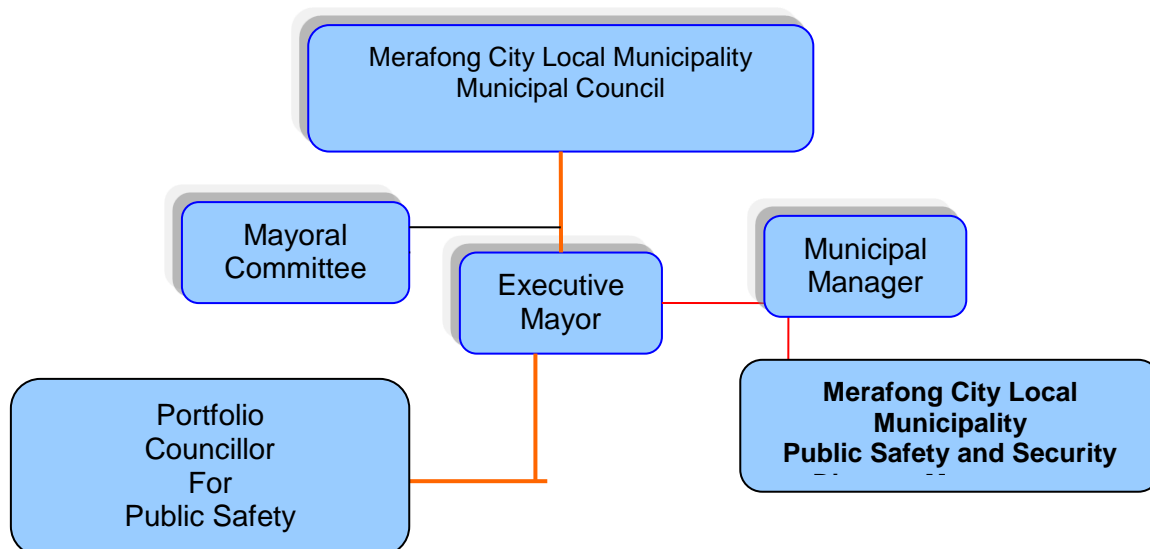 Merafong City Local Municipality
Municipal Council
Mayoral
Committee
Executive
Mayor
Municipal
Manager
Portfolio
Councillor
For
Public Safety
Merafong City Local
Municipality
Public Safety and Security